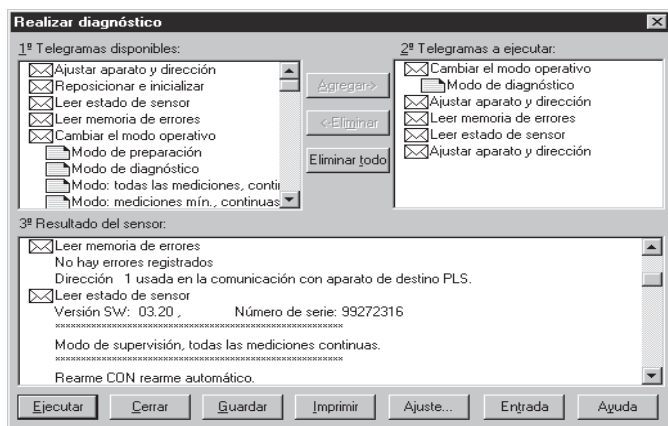 Realizar diagnóstico
1º Telegramas disponibles:
Ajustar aparato y dirección
Reposicionar e inicializar
Leer estado de sensor
Leer memoria de errores
Cambiar el modo operativo
Modo de preparación
Modo de diagnóstico
Modo: todas las mediciones, conti
Modo: mediciones mín., continuas
Agregar->
<-Eliminar
Eliminar todo
2º Telegramas a ejecutar:
Cambiar el modo operativo
Modo de diagnóstico
Ajustar aparato y dirección
Leer memoria de errores
Leer estado de sensor
Ajustar aparato y dirección
3º Resultado del sensor:
Leer memoria de errores
No hay errores registrados
Dirección 1 usada en la comunicación con aparato de destino PLS.
Leer estado de sensor
Versión SW: 03.20 , Número de serie: 99272316
Modo de supervisión, todas las mediciones continuas.
Rearme CON rearme automático.
Ejecutar Cerrar Guardar Imprimir Ajuste... Entrada Ayuda